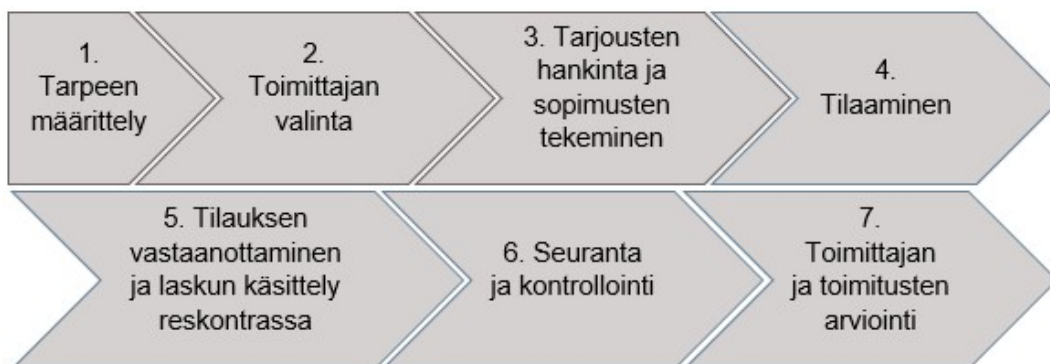 1.
Tarpeen
määrittely
2.
Toimittajan
valinta
3. Tarjousten
hankinta ja
sopimusten
tekeminen
4.
Tilaaminen
5. Tilauksen
vastaanottaminen
ja laskun käsittely
reskontrassa
6. Seuranta
ja kontrollointi
7.
Toimittajan
ja toimitusten
arviointi